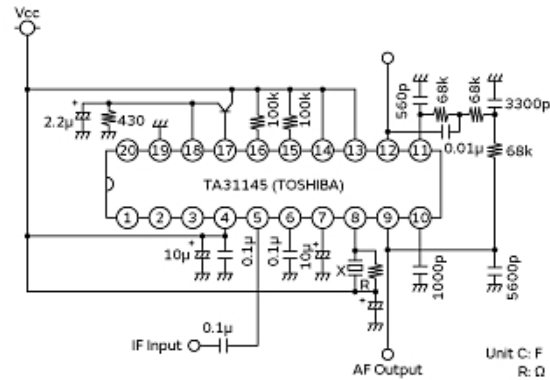 Vcc
2.2μ
430
100k
100k
560p
68k
68k
3300p
0.01μ
68k
20 19 18 17 16 15 14 13 12 11
TA31145 (TOSHIBA)
1 2 3 4 5 6 7 8 9 10
10μ
0.1μ
0.1μ
10μ
X
R
1000p
5600p
0.1μ
IF Input
AF Output
Unit C: F
R: Ω